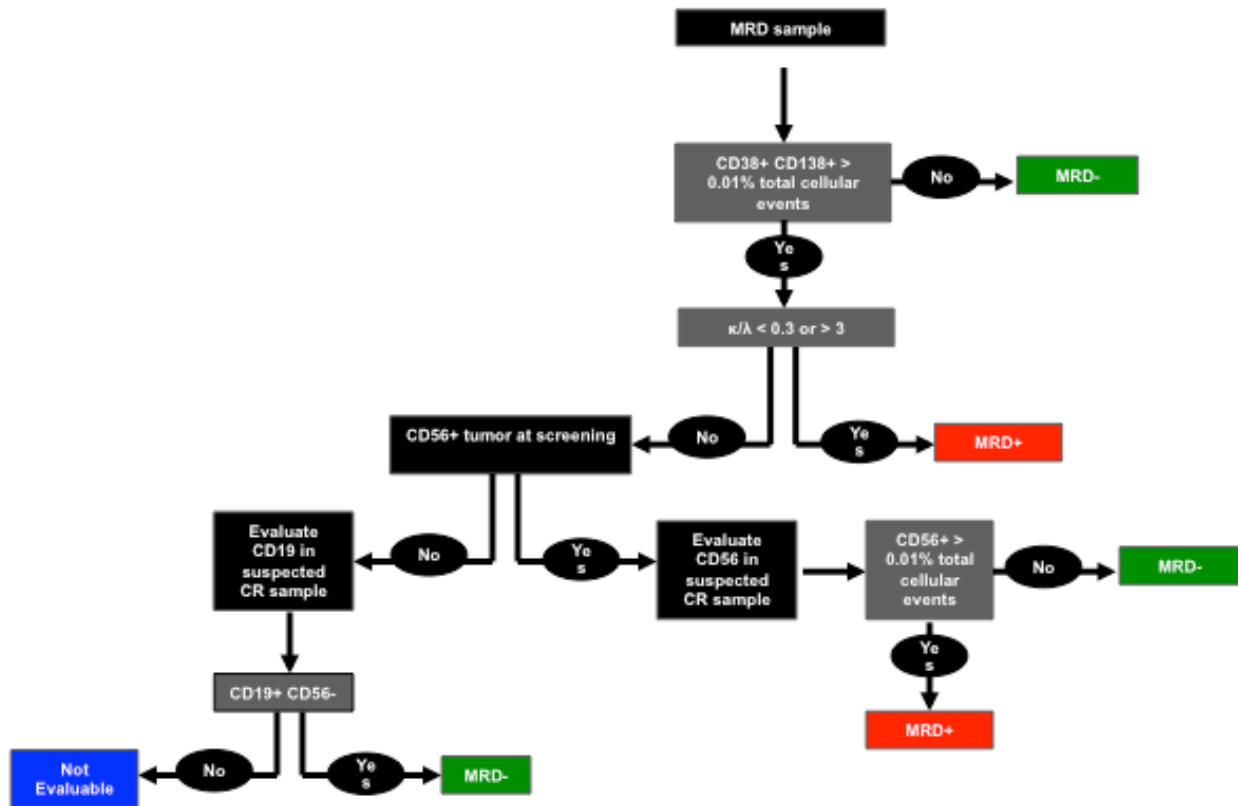 MRD sample
CD38+ CD138+ >
0.01% total cellular
events
No
MRD-
Ye
s
κ/λ < 0.3 or > 3
CD56+ tumor at screening
No
Ye
s
MRD+
Evaluate
CD19 in
suspected
CR sample
No
Ye
s
Evaluate
CD56 in
suspected
CR sample
CD56+ >
0.01% total
cellular
events
No
MRD-
Ye
s
CD19+ CD56-
MRD+
Not
Evaluable
No
Ye
s
MRD-